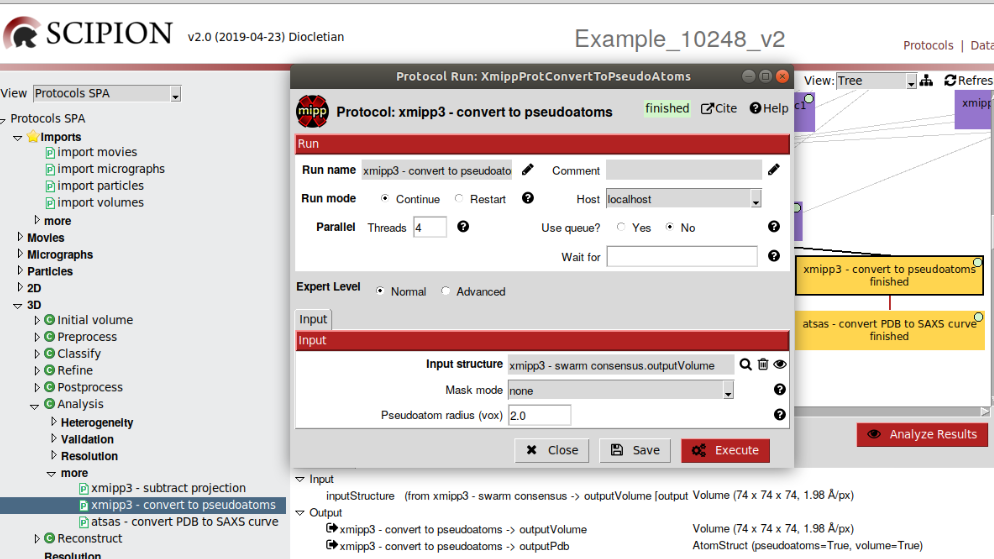 SCIPION v2.0 (2019-04-23) Diocletian
Example_10248_v2
Protocols | Data
View Protocols SPA
Protocols SPA
Imports
import movies
import micrographs
import particles
import volumes
more
Movies
Micrographs
Particles
2D
3D
Initial volume
Preprocess
Classify
Refine
Postprocess
Analysis
Heterogeneity
Validation
Resolution
more
xmipp3 - subtract projection
xmipp3 - convert to pseudoatoms
atsas - convert PDB to SAXS curve
Reconstruct
Resolution
Protocol Run: XmippProtConvertToPseudoAtoms
mipp
Protocol: xmipp3 - convert to pseudoatoms finished Cite Help
Run
Run name xmipp3 - convert to pseudoato Comment
Run mode Continue Restart Host localhost
Parallel Threads 4 Use queue? Yes No
Wait for
Expert Level Normal Advanced
Input
Input
Input structure xmipp3 - swarm consensus.outputVolume
Mask mode none
Pseudoatom radius (vox) 2.0
Close Save Execute
View: Tree Refres
c1
xmipp
xmipp3 - convert to pseudoatoms
finished
atsas - convert PDB to SAXS curve
finished
Analyze Results
Input
inputStructure (from xmipp3 - swarm consensus -> outputVolume [output Volume (74 x 74 x 74, 1.98 Å/px)
Output
xmipp3 - convert to pseudoatoms -> outputVolume Volume (74 x 74 x 74, 1.98 Å/px)
xmipp3 - convert to pseudoatoms -> outputPdb AtomStruct (pseudoatoms=True, volume=True)